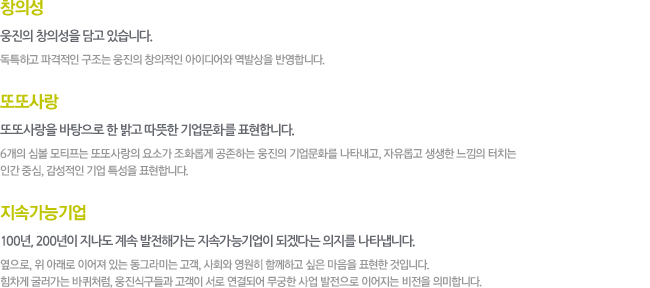 창의성
웅진의 창의성을 담고 있습니다.
독특하고 파격적인 구조는 웅진의 창의적인 아이디어와 역발상을 반영합니다.
또또사랑
또또사랑을 바탕으로 한 밝고 따뜻한 기업문화를 표현합니다.
6개의 심볼 모티프는 또또사랑의 요소가 조화롭게 공존하는 웅진의 기업문화를 나타내고, 자유롭고 생생한 느낌의 터치는
인간 중심, 감성적인 기업 특성을 표현합니다.
지속가능기업
100년, 200년이 지나도 계속 발전해가는 지속가능기업이 되겠다는 의지를 나타냅니다.
옆으로, 위 아래로 이어져 있는 동그라미는 고객, 사회와 영원히 함께하고 싶은 마음을 표현한 것입니다.
힘차게 굴러가는 바퀴처럼, 웅진식구들과 고객이 서로 연결되어 무궁한 사업 발전으로 이어지는 비전을 의미합니다.